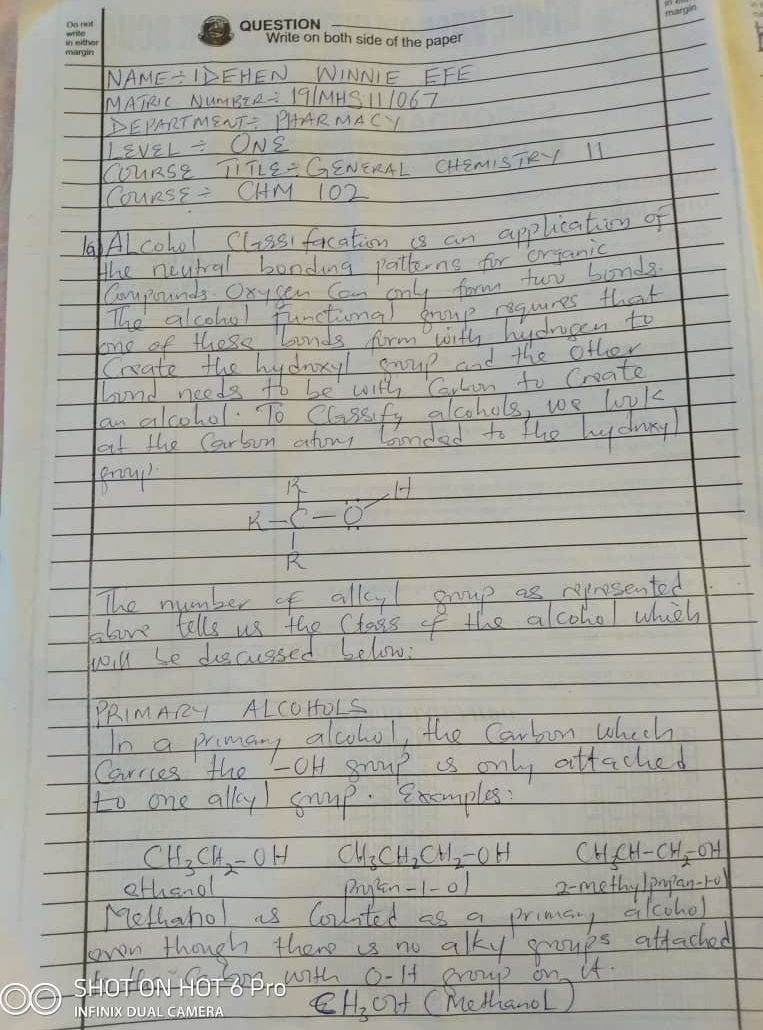 Do not
write
in either
margin
QUESTION
Write on both side of the paper
margin
NAME÷ IDEHEN WINNIE EFE
MATRIC NUMBER÷ 19/MHS11/067
DEPARTMENT÷ PHARMACY
LEVEL ÷ ONE
COURSE TITLE÷ GENERAL CHEMISTRY II
COURSE÷ CHM 102
1a) ALcohol Classifacation is an application of
the neutral bonding patterns for organic
Compounds. Oxygen Can only form two bonds.
The alcohol functional group requires that
one of these bonds form with hydrogen to
Create the hydroxyl group and the other
bond needs to be with Carbon to Create
an alcohol. To Classify alcohols, we look
at the Carbon atom bonded to the hydroxyl
group.
R
R-C-O-H
R
The number of alkyl group as represented
above tells us the Class of the alcohol which
will be discussed below:
PRIMARY ALCOHOLS
In a primary alcohol, the Carbon which
Carries the -OH group is only attached
to one alkyl group. Examples:
CH3CH2-OH CH3CH2CH2-OH CH3CH-CH2-OH
ethanol propan-1-ol 2-methylpropan-1-ol
Methanol is Counted as a primary alcohol
even though there is no alky groups attached
to the Carbon with O-H group on it.
CH3OH (Methanol)
SHOT ON HOT 6 Pro
INFINIX DUAL CAMERA